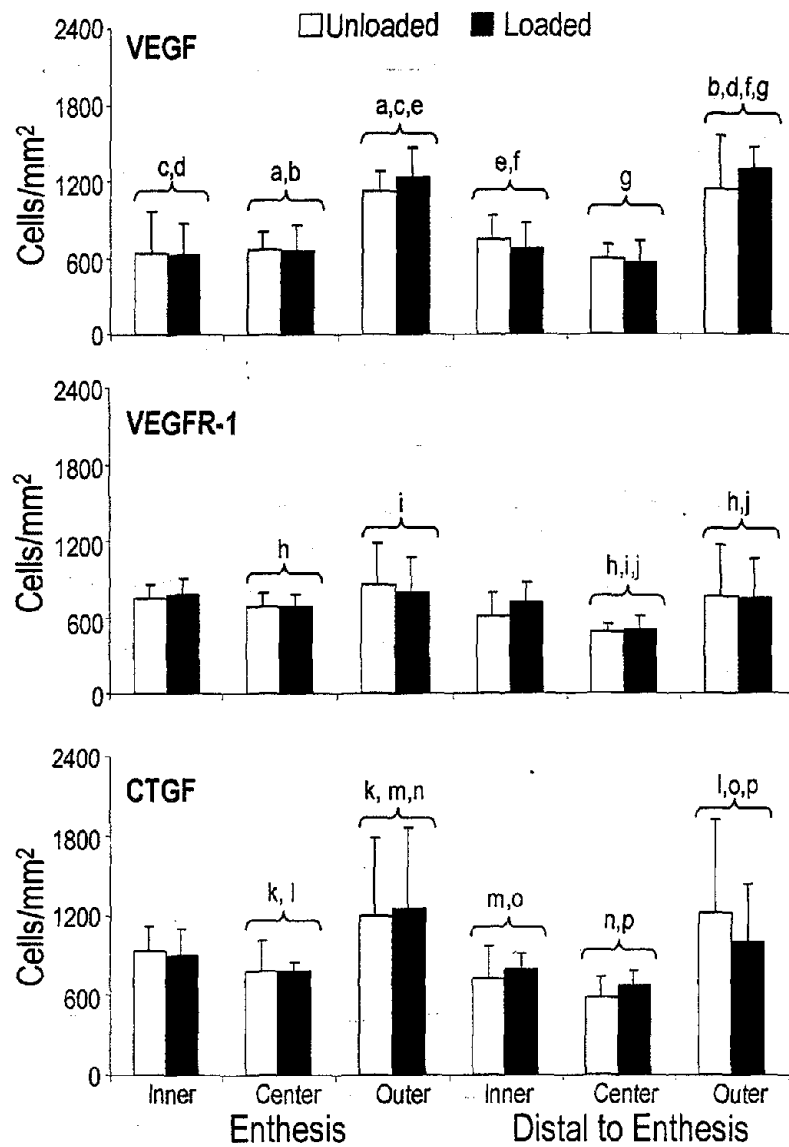 Unloaded Loaded
2400
VEGF
1800
1200
600
0
Cells/mm²
c,d
a,b
a,c,e
e,f
g
b,d,f,g
2400
VEGFR-1
1800
1200
600
0
Cells/mm²
h
i
h,i,j
h,j
2400
CTGF
1800
1200
600
0
Cells/mm²
k, l
k, m,n
m,o
n,p
l,o,p
Inner Center Outer Inner Center Outer
Enthesis Distal to Enthesis